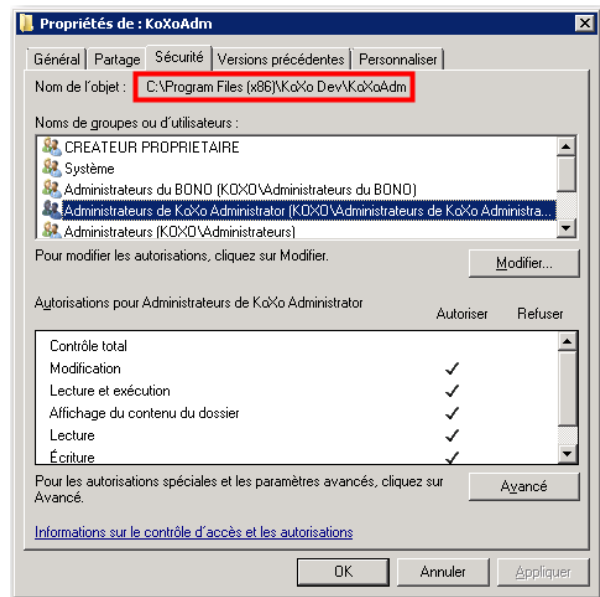 Propriétés de : KoXoAdm
Général Partage Sécurité Versions précédentes Personnaliser
Nom de l'objet : C:\Program Files (x86)\KoXo Dev\KoXoAdm
Noms de groupes ou d'utilisateurs :
CREATEUR PROPRIETAIRE
Système
Administrateurs du BONO (KOXO\Administrateurs du BONO)
Administrateurs de KoXo Administrator (KOXO\Administrateurs de KoXo Administra...
Administrateurs (KOXO\Administrateurs)
Pour modifier les autorisations, cliquez sur Modifier.
Modifier...
Autorisations pour Administrateurs de KoXo Administrator
Autoriser Refuser
Contrôle total
Modification
Lecture et exécution
Affichage du contenu du dossier
Lecture
Écriture
Pour les autorisations spéciales et les paramètres avancés, cliquez sur
Avancé.
Avancé
Informations sur le contrôle d'accès et les autorisations
OK Annuler Appliquer